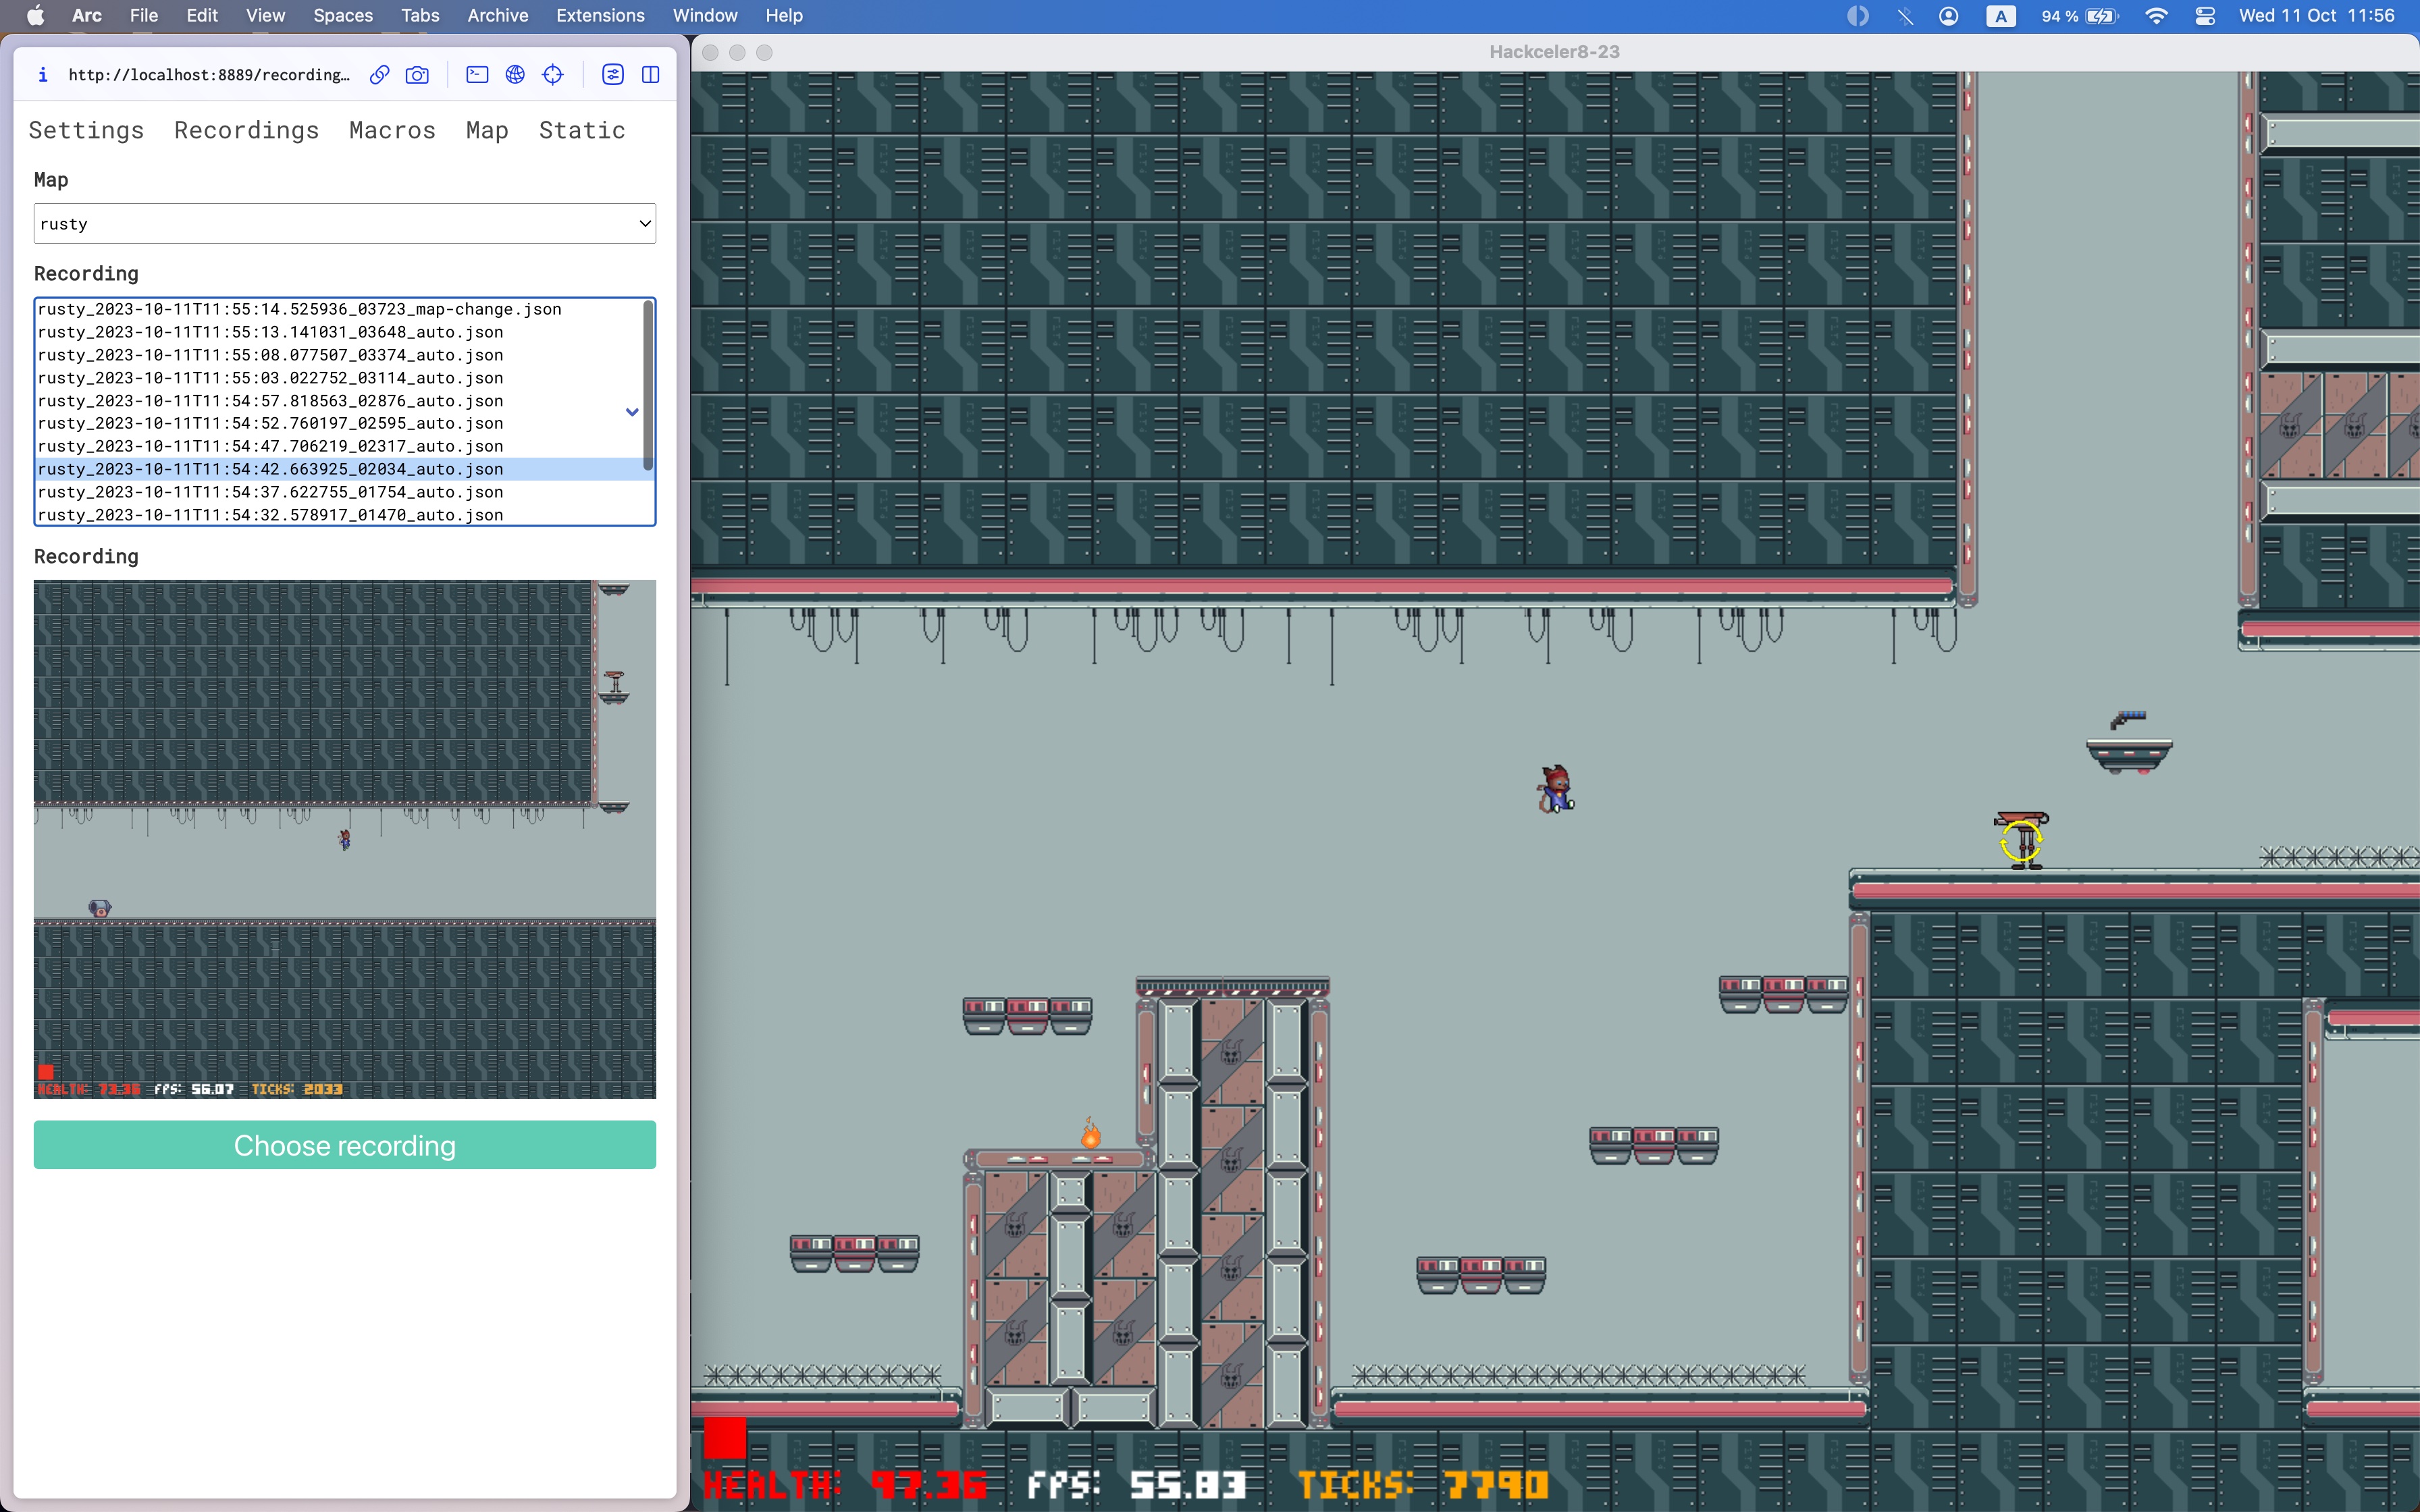 Arc File Edit View Spaces Tabs Archive Extensions Window Help A 94 % Wed 11 Oct 11:56
http://localhost:8889/recording…
Hackceler8-23
Settings Recordings Macros Map Static
Map
rusty
Recording
rusty_2023-10-11T11:55:14.525936_03723_map-change.json
rusty_2023-10-11T11:55:13.141031_03648_auto.json
rusty_2023-10-11T11:55:08.077507_03374_auto.json
rusty_2023-10-11T11:55:03.022752_03114_auto.json
rusty_2023-10-11T11:54:57.818563_02876_auto.json
rusty_2023-10-11T11:54:52.760197_02595_auto.json
rusty_2023-10-11T11:54:47.706219_02317_auto.json
rusty_2023-10-11T11:54:42.663925_02034_auto.json
rusty_2023-10-11T11:54:37.622755_01754_auto.json
rusty_2023-10-11T11:54:32.578917_01470_auto.json
Recording
HEALTH: 73.36 FPS: 56.07 TICKS: 2033
Choose recording
HEALTH: 97.36 FPS: 55.83 TICKS: 7790